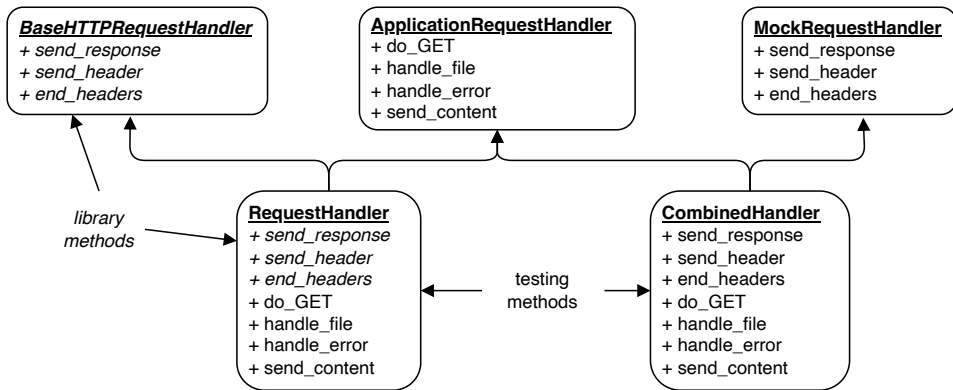 BaseHTTPRequestHandler
+ send_response
+ send_header
+ end_headers
ApplicationRequestHandler
+ do_GET
+ handle_file
+ handle_error
+ send_content
MockRequestHandler
+ send_response
+ send_header
+ end_headers
library
methods
RequestHandler
+ send_response
+ send_header
+ end_headers
+ do_GET
+ handle_file
+ handle_error
+ send_content
testing
methods
CombinedHandler
+ send_response
+ send_header
+ end_headers
+ do_GET
+ handle_file
+ handle_error
+ send_content